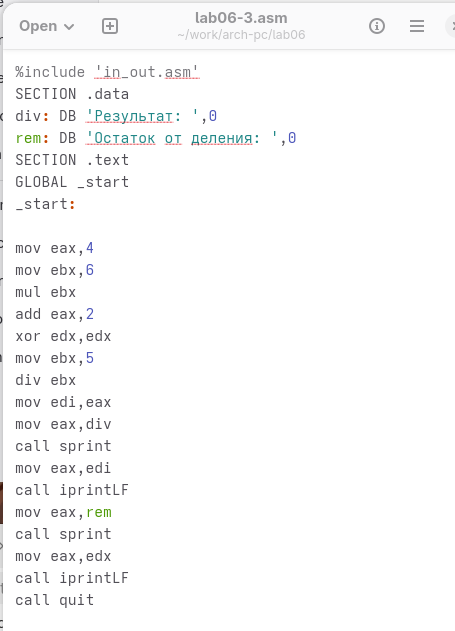 Open
lab06-3.asm
~/work/arch-pc/lab06
%include 'in_out.asm'
SECTION .data
div: DB 'Результат: ',0
rem: DB 'Остаток от деления: ',0
SECTION .text
GLOBAL _start
_start:
mov eax,4
mov ebx,6
mul ebx
add eax,2
xor edx,edx
mov ebx,5
div ebx
mov edi,eax
mov eax,div
call sprint
mov eax,edi
call iprintLF
mov eax,rem
call sprint
mov eax,edx
call iprintLF
call quit